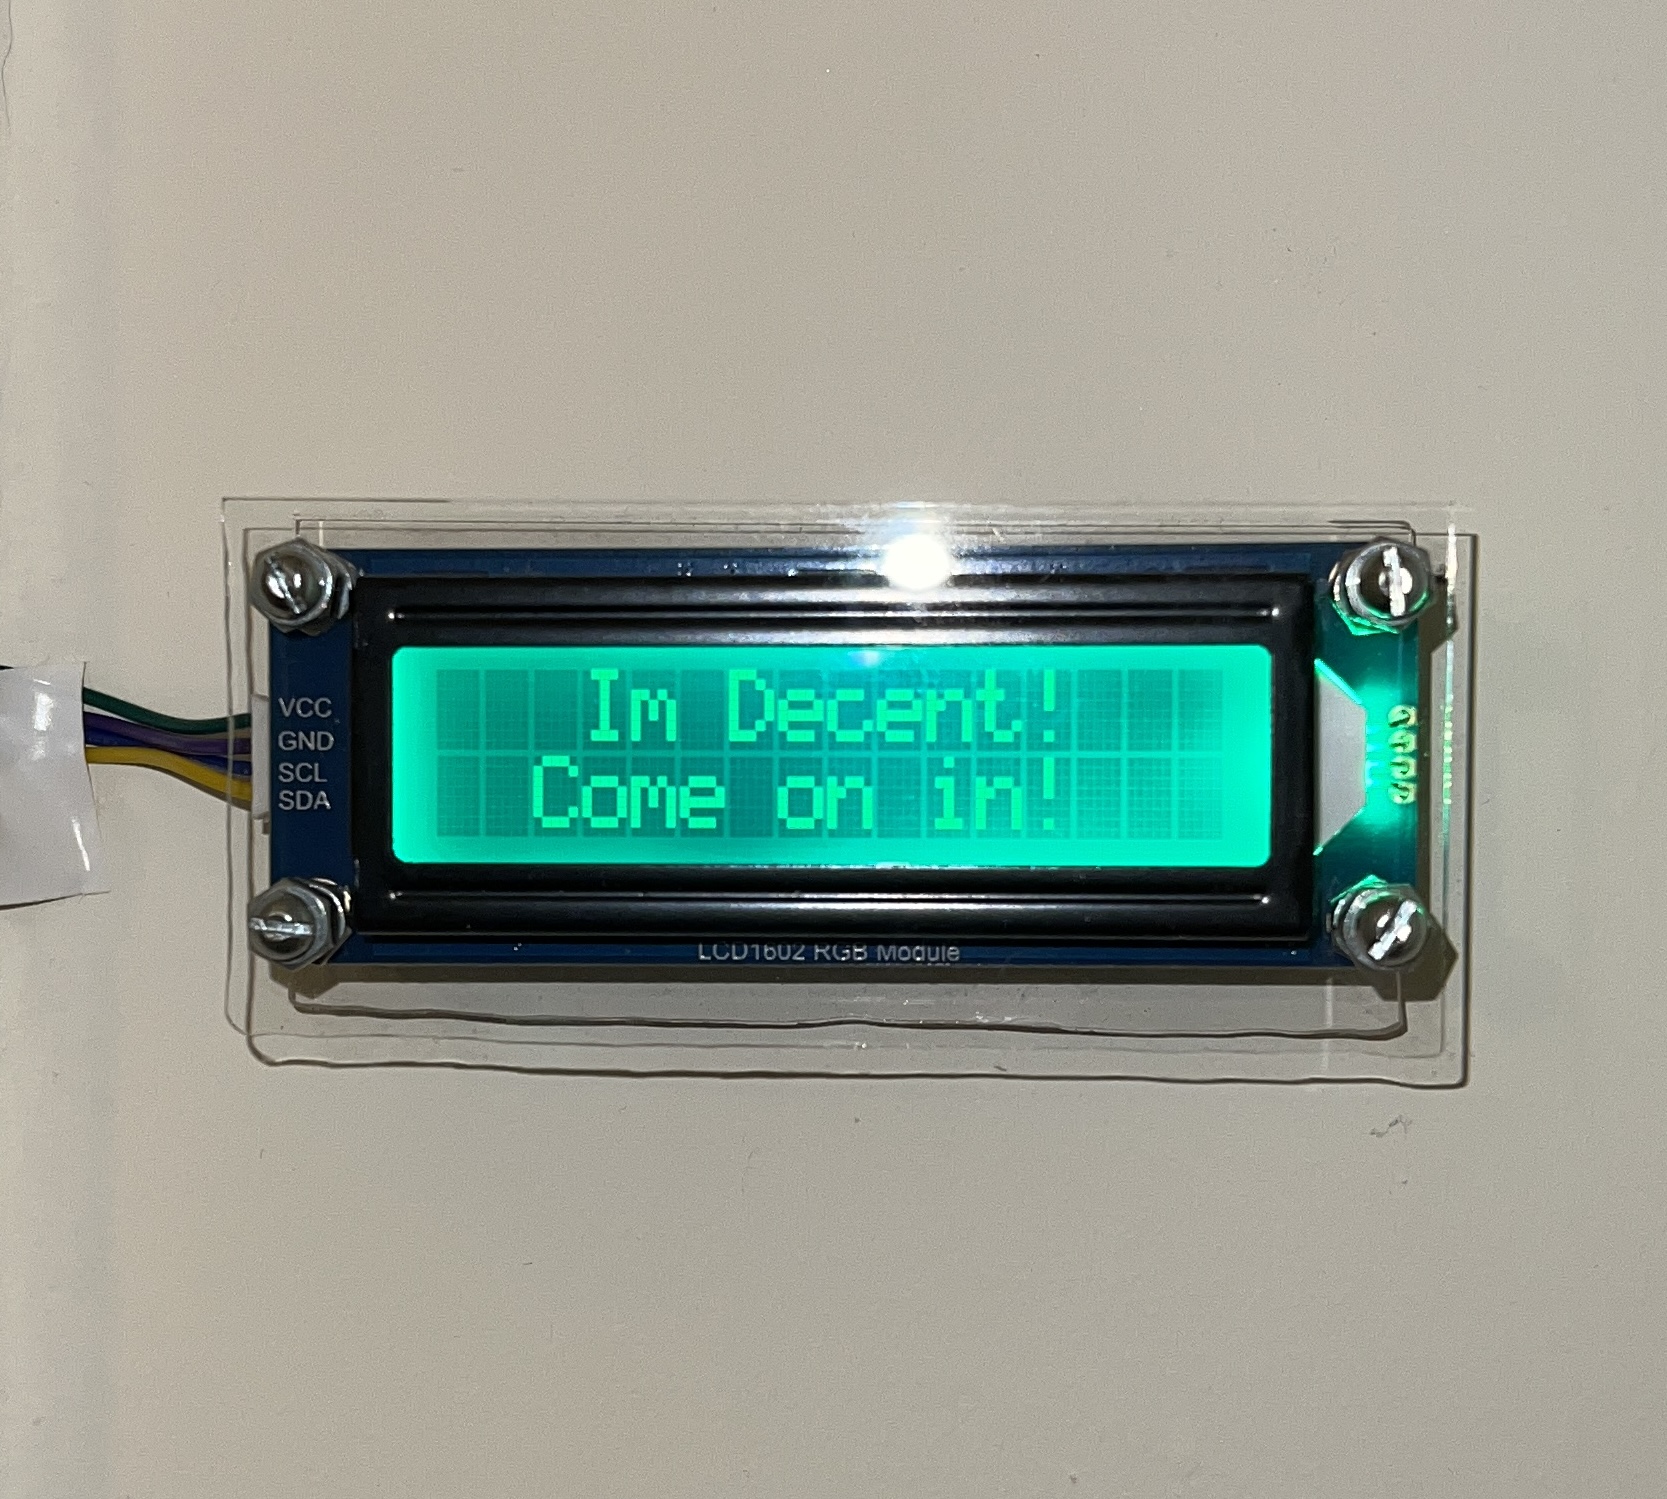 Im Decent!
Come on in!
VCC
GND
SCL
SDA
LCD1602 RGB Module